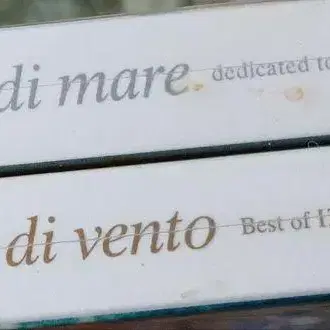 di mare dedicated to
di vento Best of